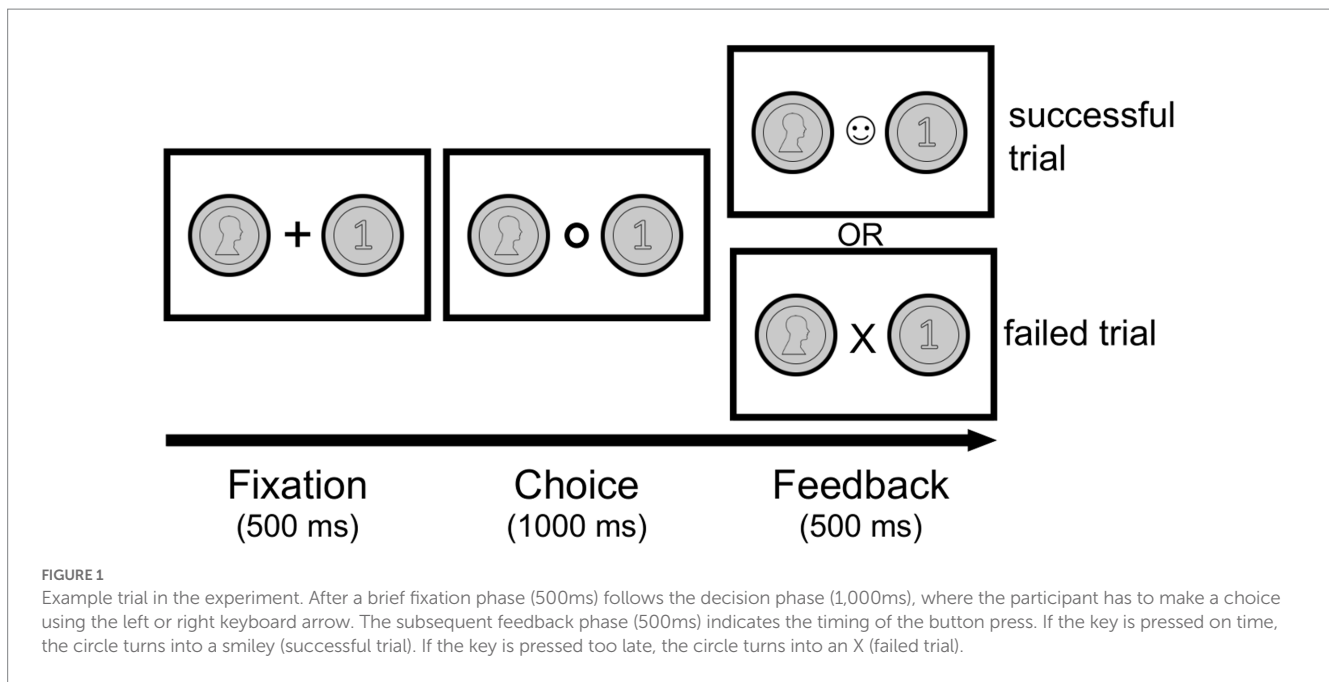 successful
trial
1
1
1
OR
1
X
failed trial
Fixation
(500 ms)
Choice
(1000 ms)
Feedback
(500 ms)
FIGURE 1
Example trial in the experiment. After a brief fixation phase (500ms) follows the decision phase (1,000ms), where the participant has to make a choice
using the left or right keyboard arrow. The subsequent feedback phase (500ms) indicates the timing of the button press. If the key is pressed on time,
the circle turns into a smiley (successful trial). If the key is pressed too late, the circle turns into an X (failed trial).